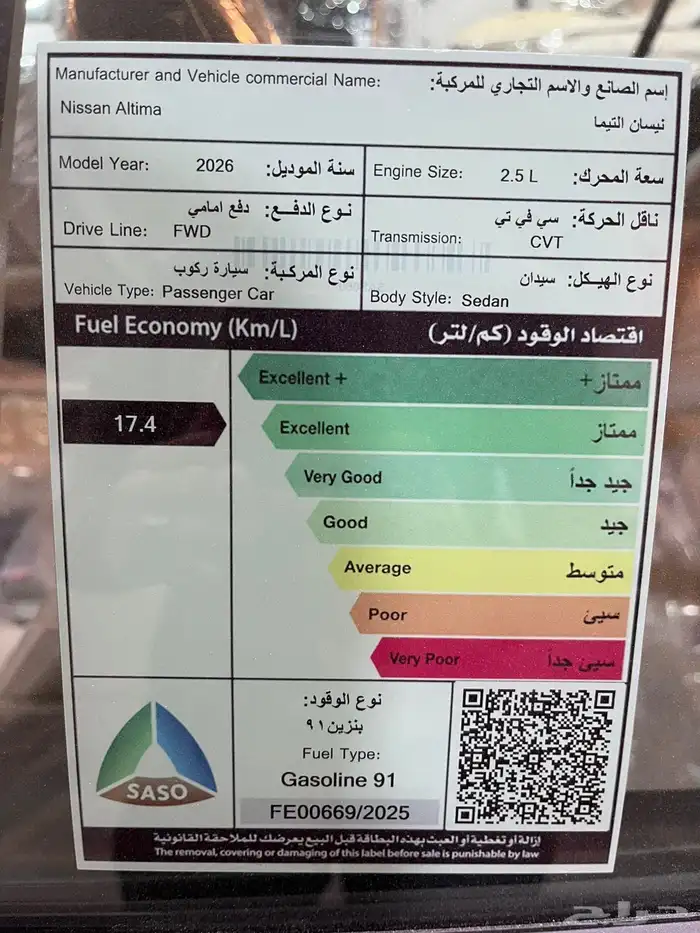 Manufacturer and Vehicle commercial Name: إسم الصانع والاسم التجاري للمركبة:
Nissan Altima نيسان التيما
Model Year: 2026 سنة الموديل:
Engine Size: 2.5 L سعة المحرك:
نوع الدفـع: دفع امامي
Drive Line: FWD
ناقل الحركة: سي في تي
Transmission: CVT
نوع المركبة: سيارة ركوب
Vehicle Type: Passenger Car
نوع الهيكل: سيدان
Body Style: Sedan
Fuel Economy (Km/L) اقتصاد الوقود (كم/لتر)
Excellent + ممتاز+
17.4
Excellent ممتاز
Very Good جيد جداً
Good جيد
Average متوسط
Poor سيئ
Very Poor سيئ جداً
SASO
نوع الوقود:
بنزين ٩١
Fuel Type:
Gasoline 91
FE00669/2025
إزالة أو تغطية أو العبث بهذه البطاقة قبل البيع يعرضك للملاحقة القانونية
The removal, covering or damaging of this label before sale is punishable by law